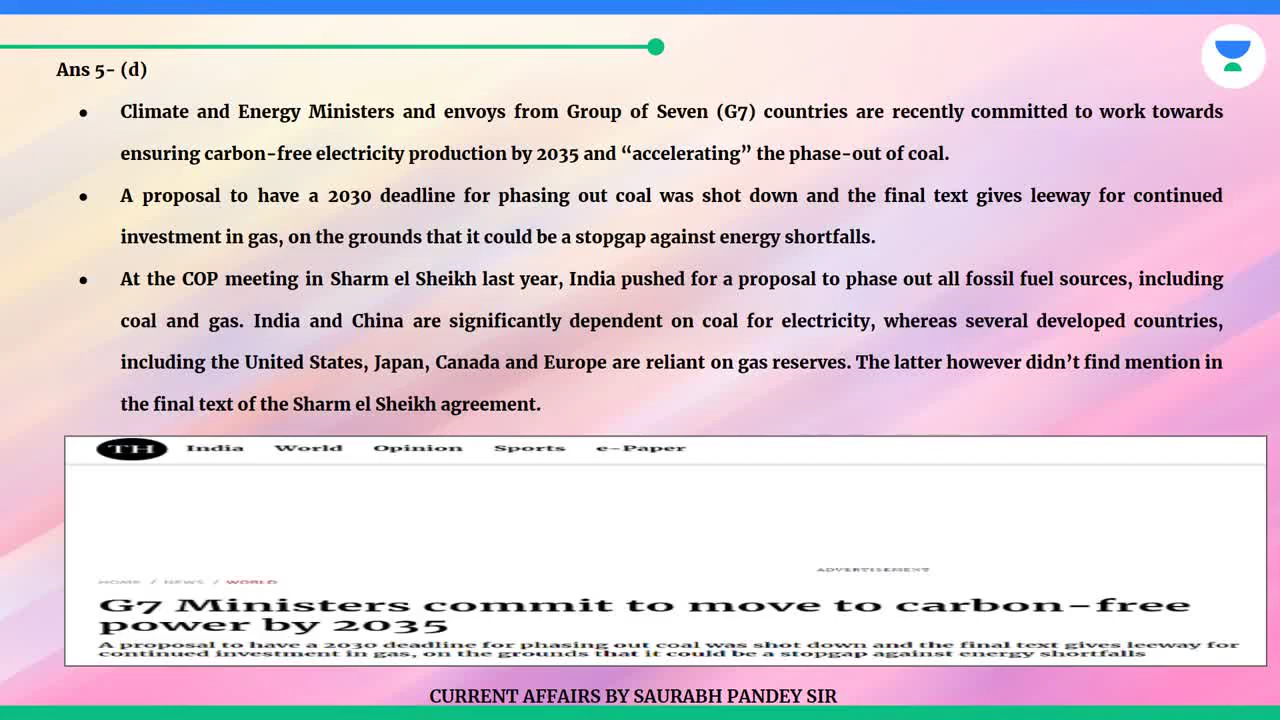 Ans 5- (d)
● Climate and Energy Ministers and envoys from Group of Seven (G7) countries are recently committed to work towards
ensuring carbon-free electricity production by 2035 and “accelerating” the phase-out of coal.
● A proposal to have a 2030 deadline for phasing out coal was shot down and the final text gives leeway for continued
investment in gas, on the grounds that it could be a stopgap against energy shortfalls.
● At the COP meeting in Sharm el Sheikh last year, India pushed for a proposal to phase out all fossil fuel sources, including
coal and gas. India and China are significantly dependent on coal for electricity, whereas several developed countries,
including the United States, Japan, Canada and Europe are reliant on gas reserves. The latter however didn’t find mention in
the final text of the Sharm el Sheikh agreement.
TH India World Opinion Sports e-Paper
ADVERTISEMENT
HOME / NEWS / WORLD
G7 Ministers commit to move to carbon-free
power by 2035
A proposal to have a 2030 deadline for phasing out coal was shot down and the final text gives leeway for
continued investment in gas, on the grounds that it could be a stopgap against energy shortfalls
CURRENT AFFAIRS BY SAURABH PANDEY SIR